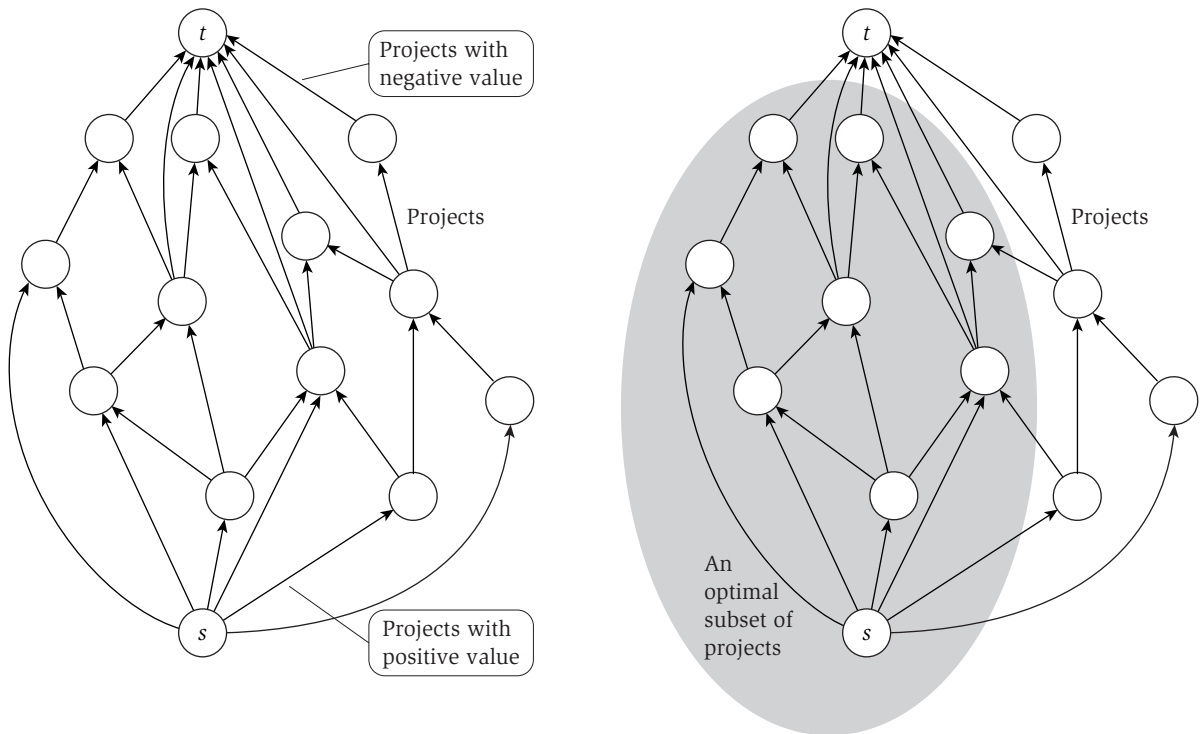 t
Projects with
negative value
Projects
s
Projects with
positive value
t
Projects
An
optimal
subset of
projects
s